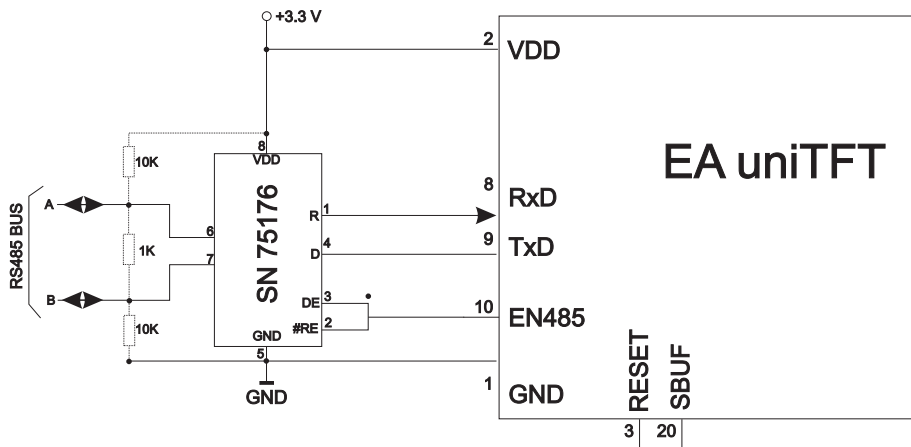 +3.3 V
2
VDD
8
VDD
10K
EA uniTFT
RS485 BUS
A
SN 75176
R
1
8
RxD
6
1K
7
D
4
9
TxD
B
DE
3
10
EN485
#RE
2
10K
GND
5
GND
1
GND
RESET
SBUF
3
20